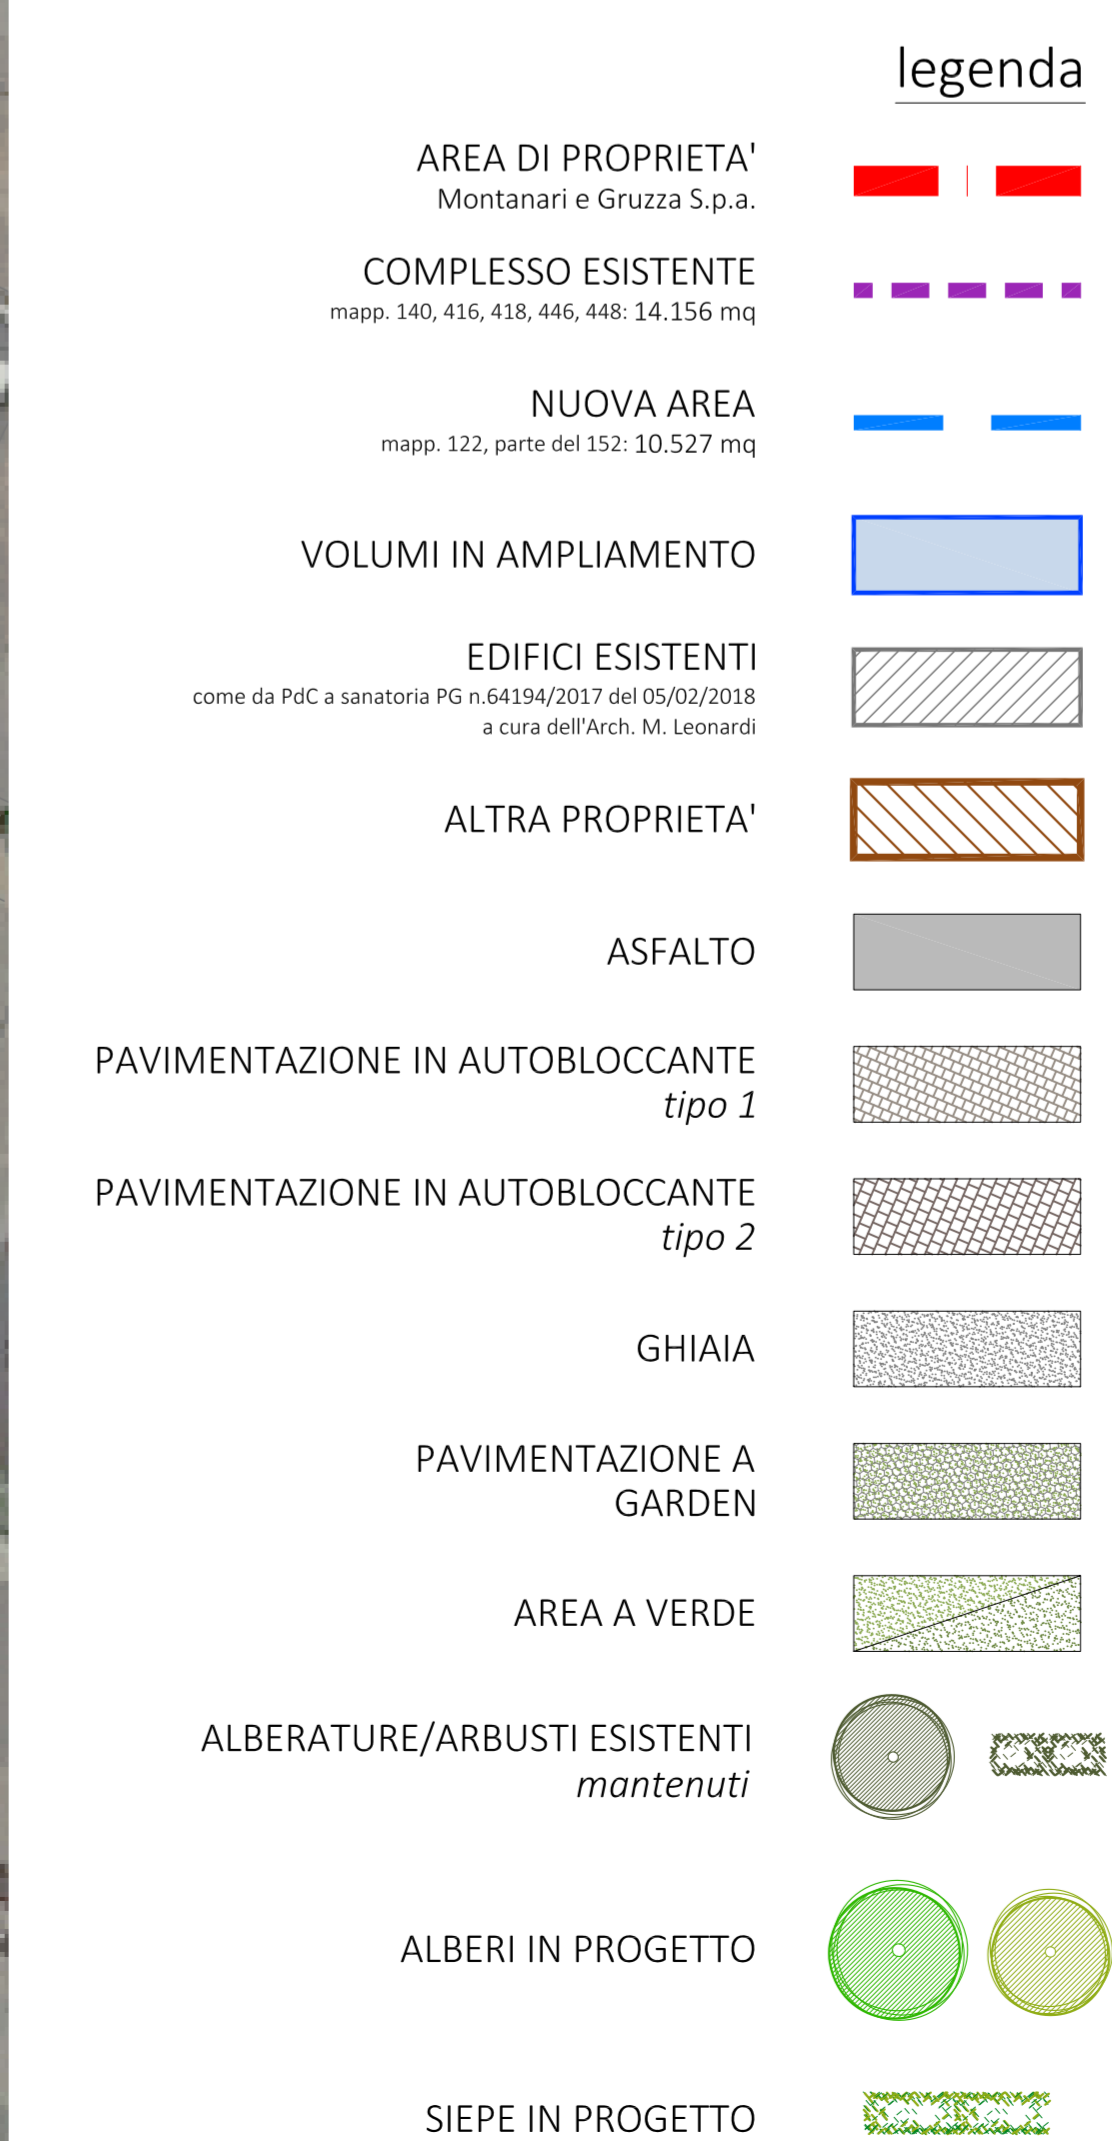 legenda
AREA DI PROPRIETA'
Montanari e Gruzza S.p.a.
COMPLESSO ESISTENTE
mapp. 140, 416, 418, 446, 448: 14.156 mq
NUOVA AREA
mapp. 122, parte del 152: 10.527 mq
VOLUMI IN AMPLIAMENTO
EDIFICI ESISTENTI
come da PdC a sanatoria PG n.64194/2017 del 05/02/2018
a cura dell'Arch. M. Leonardi
ALTRA PROPRIETA'
ASFALTO
PAVIMENTAZIONE IN AUTOBLOCCANTE
tipo 1
PAVIMENTAZIONE IN AUTOBLOCCANTE
tipo 2
GHIAIA
PAVIMENTAZIONE A
GARDEN
AREA A VERDE
ALBERATURE/ARBUSTI ESISTENTI
mantenuti
ALBERI IN PROGETTO
SIEPE IN PROGETTO